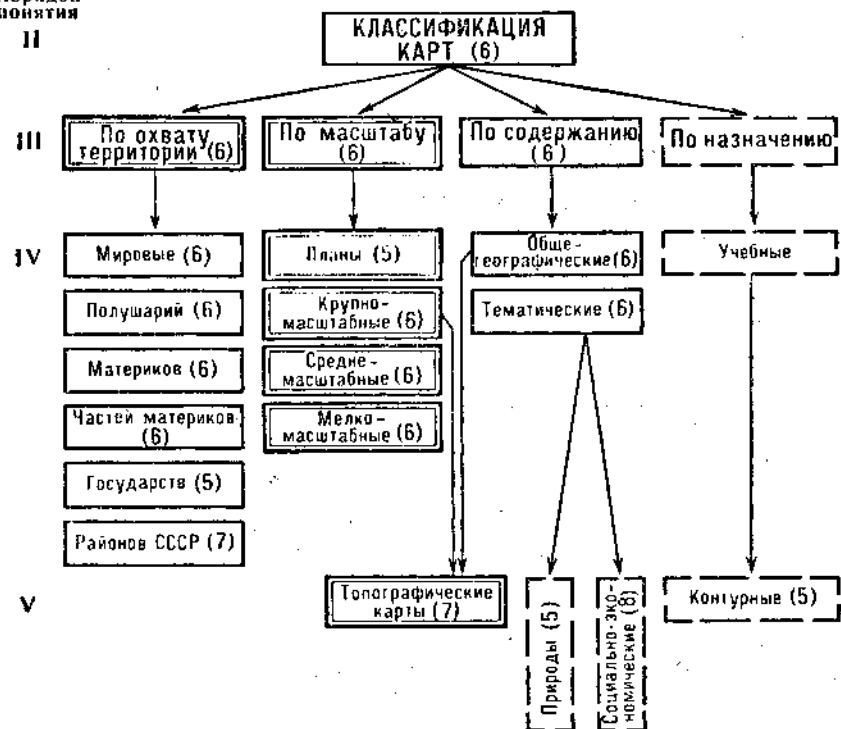 понятия
II
КЛАССИФИКАЦИЯ
КАРТ (6)
III
По охвату
территории (6)
По масштабу
(6)
По содержанию
(6)
По назначению
IV
Мировые (6)
Планы (5)
Обще-
географические (6)
Учебные
Полушарий (6)
Крупно-
масштабные (6)
Тематические (6)
Материков (6)
Средне-
масштабные (6)
Частей материков
(6)
Мелко-
масштабные (6)
Государств (5)
Районов СССР (7)
V
Топографические
карты (7)
Природы (5)
Социально-эко-
номические (8)
Контурные (5)